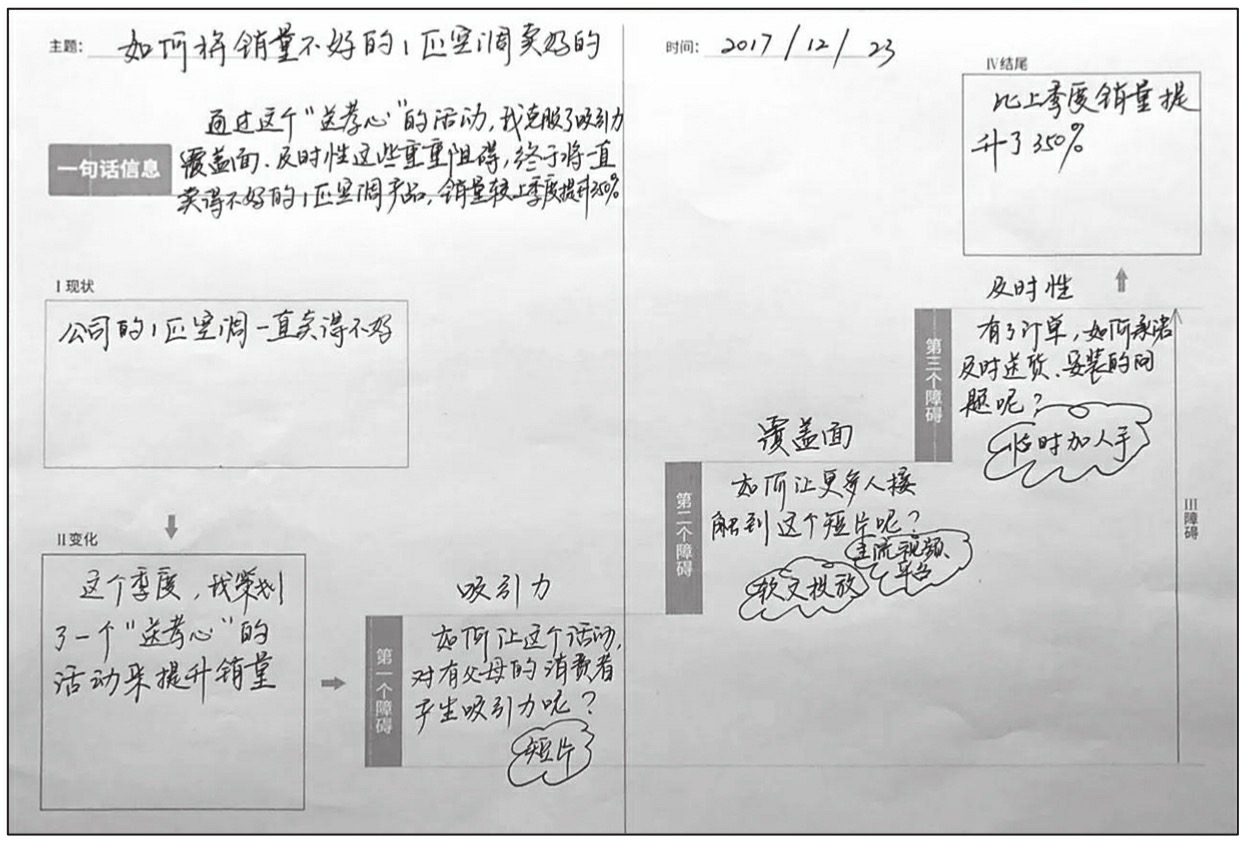 主题: 如何将销量不好的1匹空调卖好的
时间: 2017/12/23
一句话信息
通过这个“送孝心”的活动,我克服了吸引力
覆盖面、及时性这些重重阻碍,终于将一直
卖得不好的1匹空调产品,销量较上季度提升350%
I 现状
公司的1匹空调一直卖得不好
II 变化
这个季度,我策划
了一个“送孝心”的
活动来提升销量
吸引力
第一个障碍
如何让这个活动,
对有父母的消费者
产生吸引力呢?
短片
覆盖面
第二个障碍
如何让更多人接
触到这个短片呢?
主流视频、
平台
软文投放
及时性
第三个障碍
有了订单,如何承诺
及时送货、安装的问
题呢?
临时加人手
III 障碍
IV 结尾
比上季度销量提
升了350%